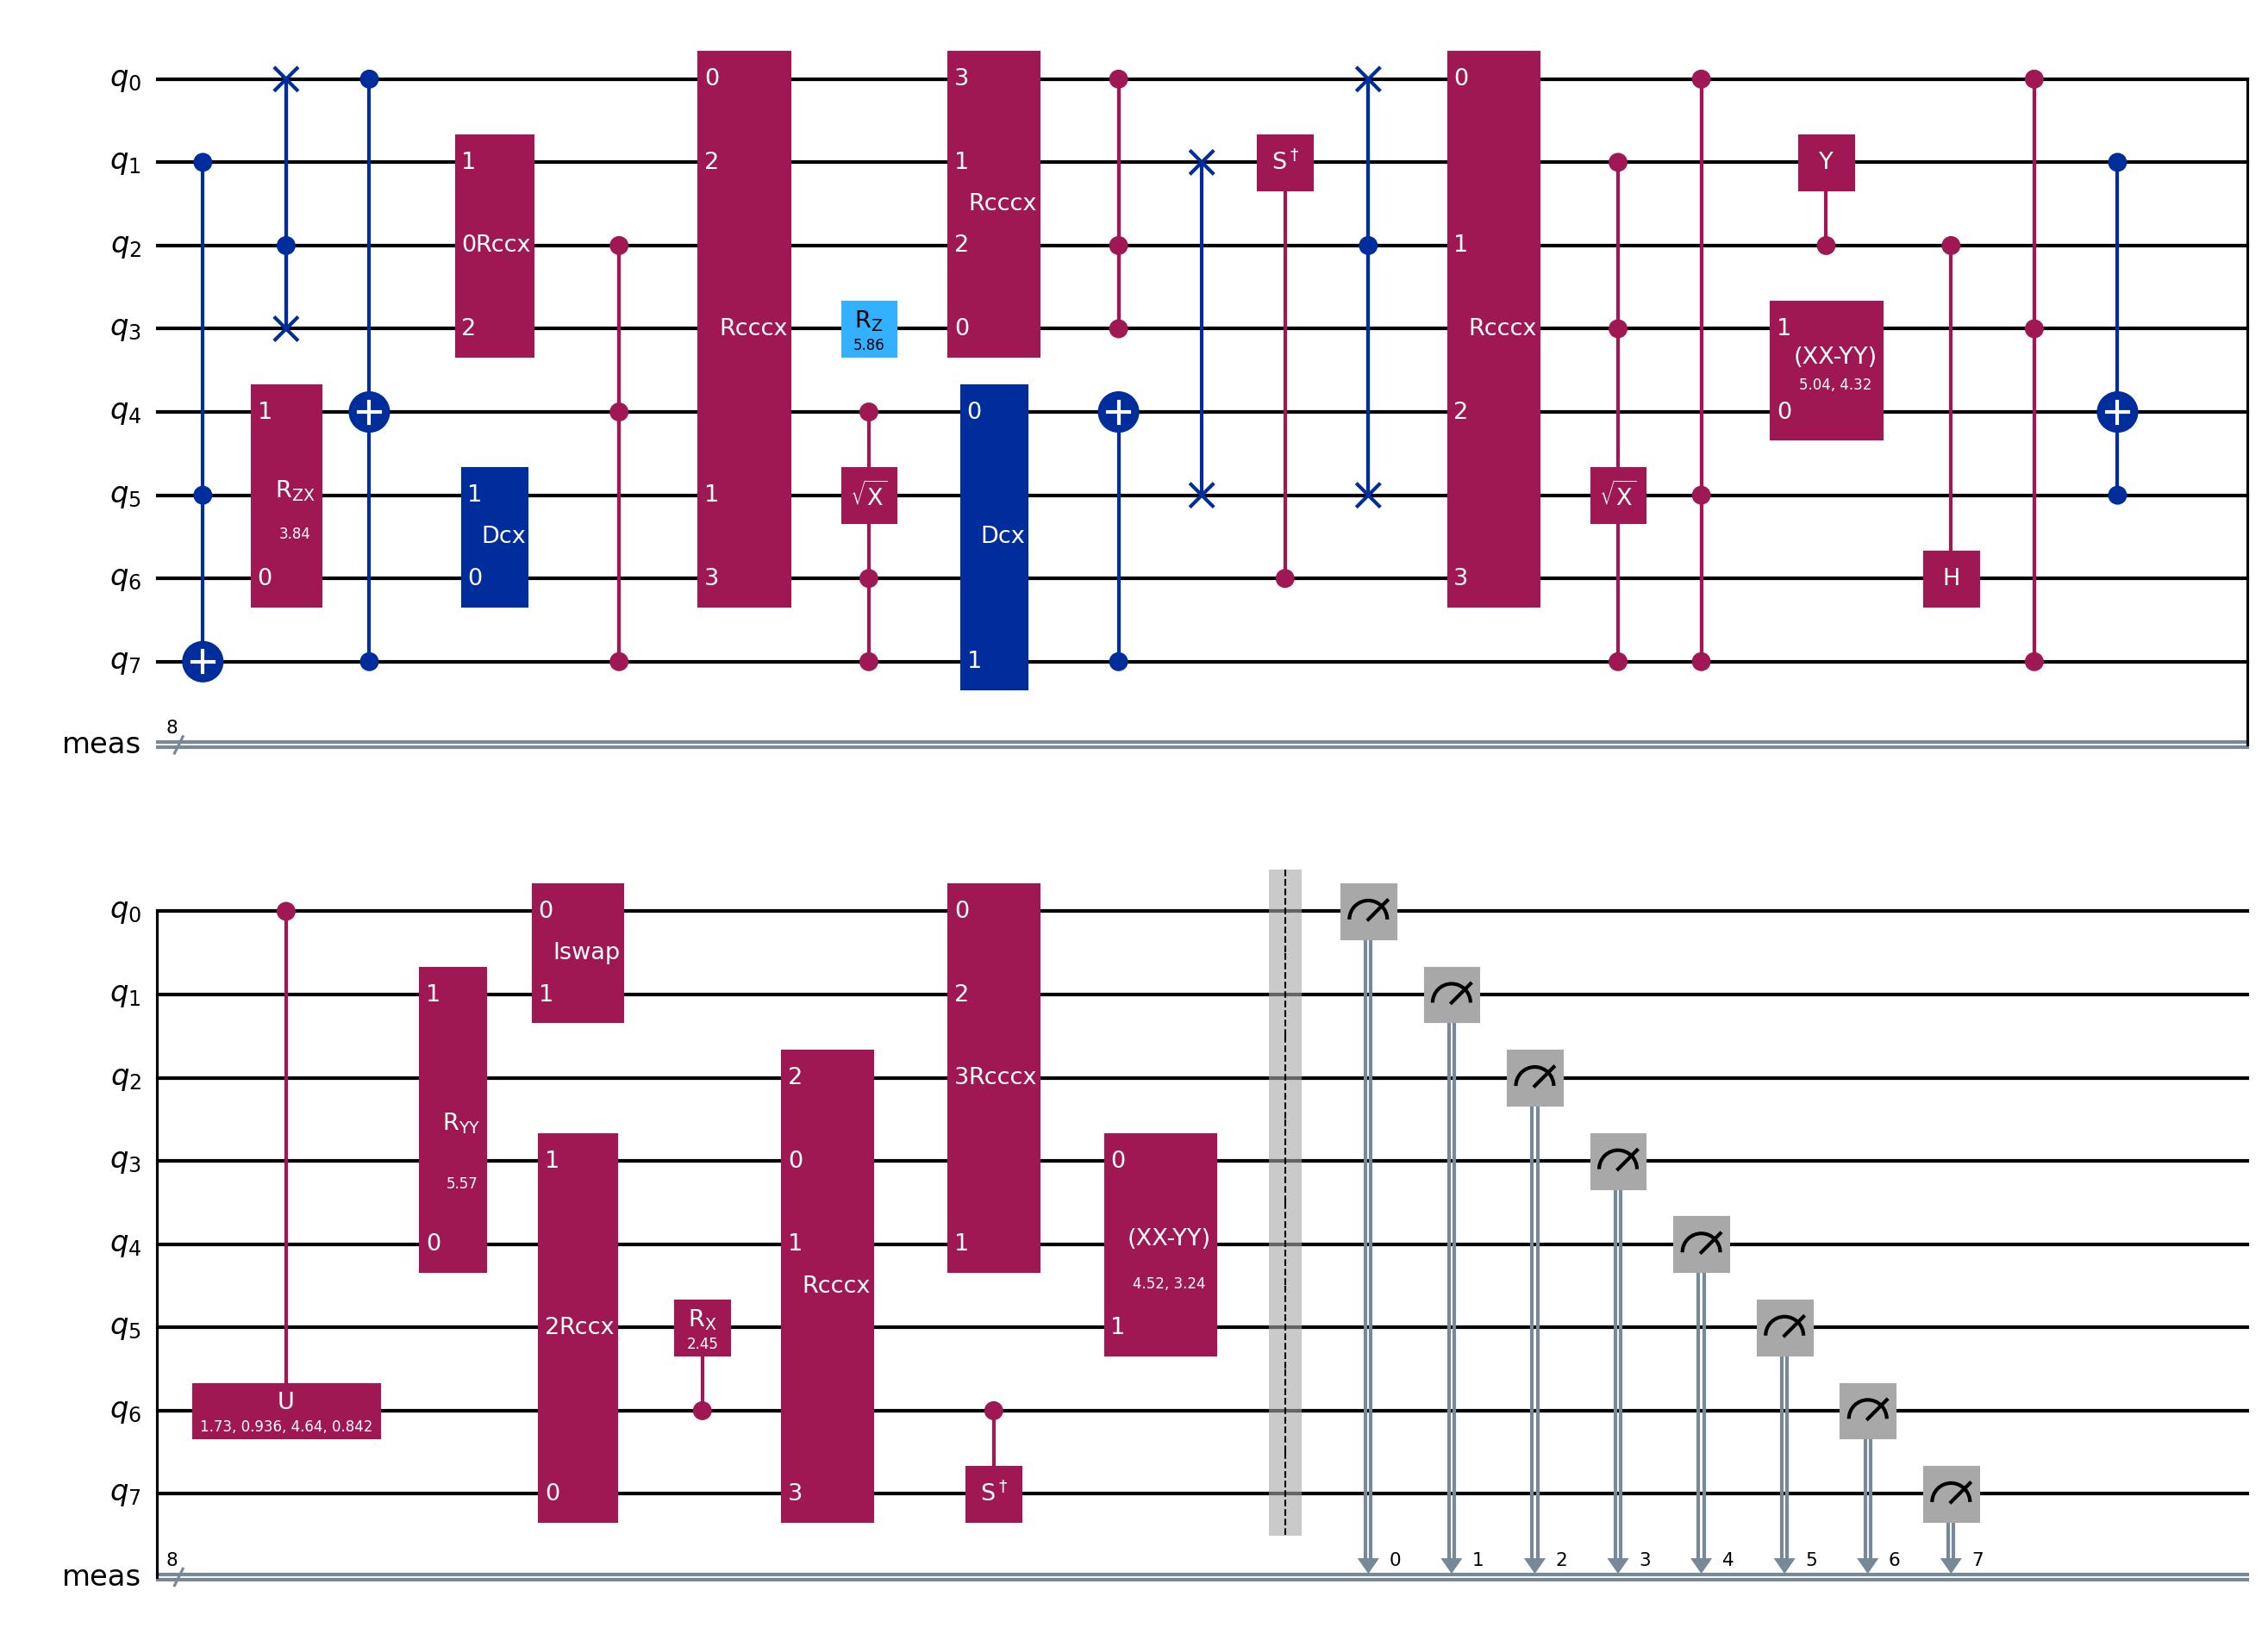 q0 0 3 0
q1 1 2 1 S† Y
Rcccx
q2 0Rccx 2 1
q3 2 Rcccx RZ 0 Rcccx 1
5.86 (XX-YY)
5.04, 4.32
q4 1 0 2 0
q5 RZX 1 1 √X √X
3.84 Dcx Dcx
q6 0 0 3 3 H
q7 1
8
meas
q0 0 0
Iswap
q1 1 1 2
q2 2 3Rcccx
RYY
q3 1 0 0
5.57
q4 0 1 1 (XX-YY)
Rcccx 4.52, 3.24
q5 2Rccx RX 1
2.45
q6 U
1.73, 0.936, 4.64, 0.842
q7 0 3 S†
8 0 1 2 3 4 5 6 7
meas